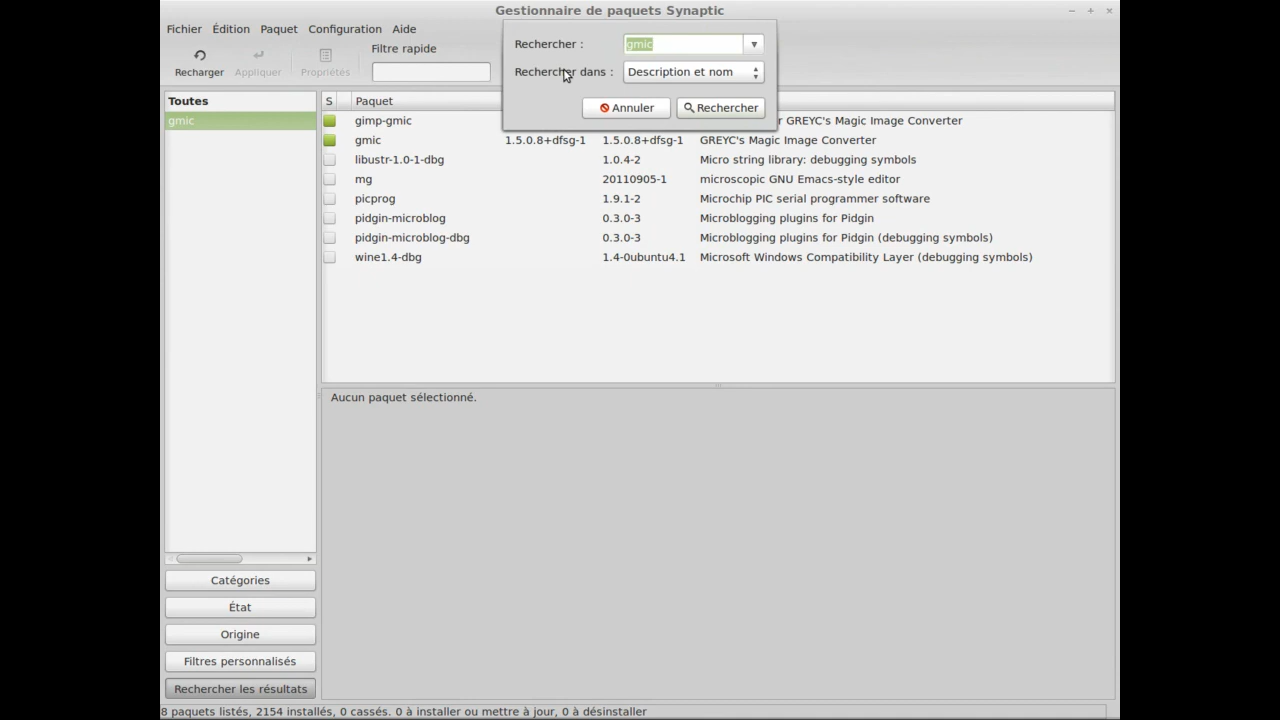 Gestionnaire de paquets Synaptic
Fichier Édition Paquet Configuration Aide
Recharger Appliquer Propriétés
Filtre rapide
Rechercher : gmic
Rechercher dans : Description et nom
Annuler Rechercher
Toutes
gmic
S Paquet
gimp-gmic r GREYC's Magic Image Converter
gmic 1.5.0.8+dfsg-1 1.5.0.8+dfsg-1 GREYC's Magic Image Converter
libustr-1.0-1-dbg 1.0.4-2 Micro string library: debugging symbols
mg 20110905-1 microscopic GNU Emacs-style editor
picprog 1.9.1-2 Microchip PIC serial programmer software
pidgin-microblog 0.3.0-3 Microblogging plugins for Pidgin
pidgin-microblog-dbg 0.3.0-3 Microblogging plugins for Pidgin (debugging symbols)
wine1.4-dbg 1.4-0ubuntu4.1 Microsoft Windows Compatibility Layer (debugging symbols)
Aucun paquet sélectionné.
Catégories
État
Origine
Filtres personnalisés
Rechercher les résultats
8 paquets listés, 2154 installés, 0 cassés. 0 à installer ou mettre à jour, 0 à désinstaller